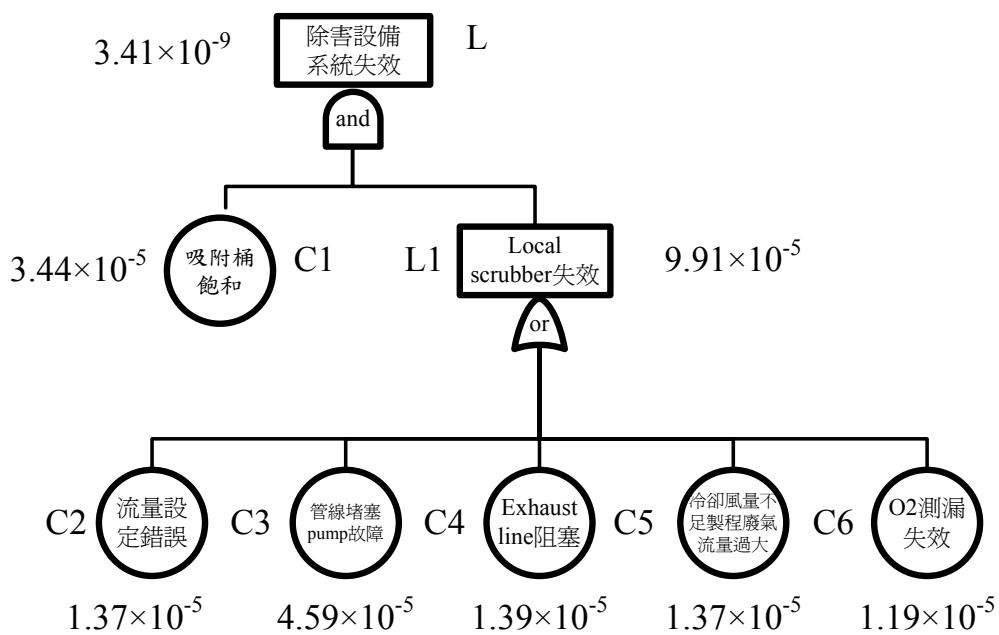 3.41×10⁻⁹
除害設備
系統失效
L
and
3.44×10⁻⁵
吸附桶
飽和
C1
L1
Local
scrubber失效
9.91×10⁻⁵
or
C2
流量設
定錯誤
C3
管線堵塞
pump故障
C4
Exhaust
line阻塞
C5
冷卻風量不
足製程廢氣
流量過大
C6
O2測漏
失效
1.37×10⁻⁵
4.59×10⁻⁵
1.39×10⁻⁵
1.37×10⁻⁵
1.19×10⁻⁵